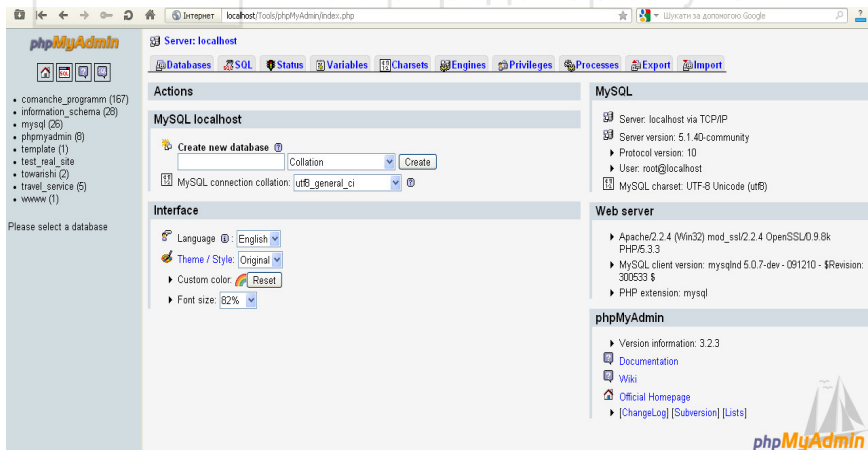 Інтернет localhost/Tools/phpMyAdmin/index.php
Шукати за допомогою Google
phpMyAdmin
SQL
comanche_programm (167)
information_schema (28)
mysql (26)
phpmyadmin (8)
template (1)
test_real_site
towarishi (2)
travel_service (5)
wwww (1)
Please select a database
Server: localhost
Databases SQL Status Variables Charsets Engines Privileges Processes Export Import
Actions
MySQL localhost
Create new database
Collation Create
MySQL connection collation: utf8_general_ci
Interface
Language : English
Theme / Style: Original
Custom color: Reset
Font size: 82%
MySQL
Server: localhost via TCP/IP
Server version: 5.1.40-community
Protocol version: 10
User: root@localhost
MySQL charset: UTF-8 Unicode (utf8)
Web server
Apache/2.2.4 (Win32) mod_ssl/2.2.4 OpenSSL/0.9.8k
PHP/5.3.3
MySQL client version: mysqlnd 5.0.7-dev - 091210 - $Revision:
300533 $
PHP extension: mysql
phpMyAdmin
Version information: 3.2.3
Documentation
Wiki
Official Homepage
[ChangeLog] [Subversion] [Lists]
phpMyAdmin